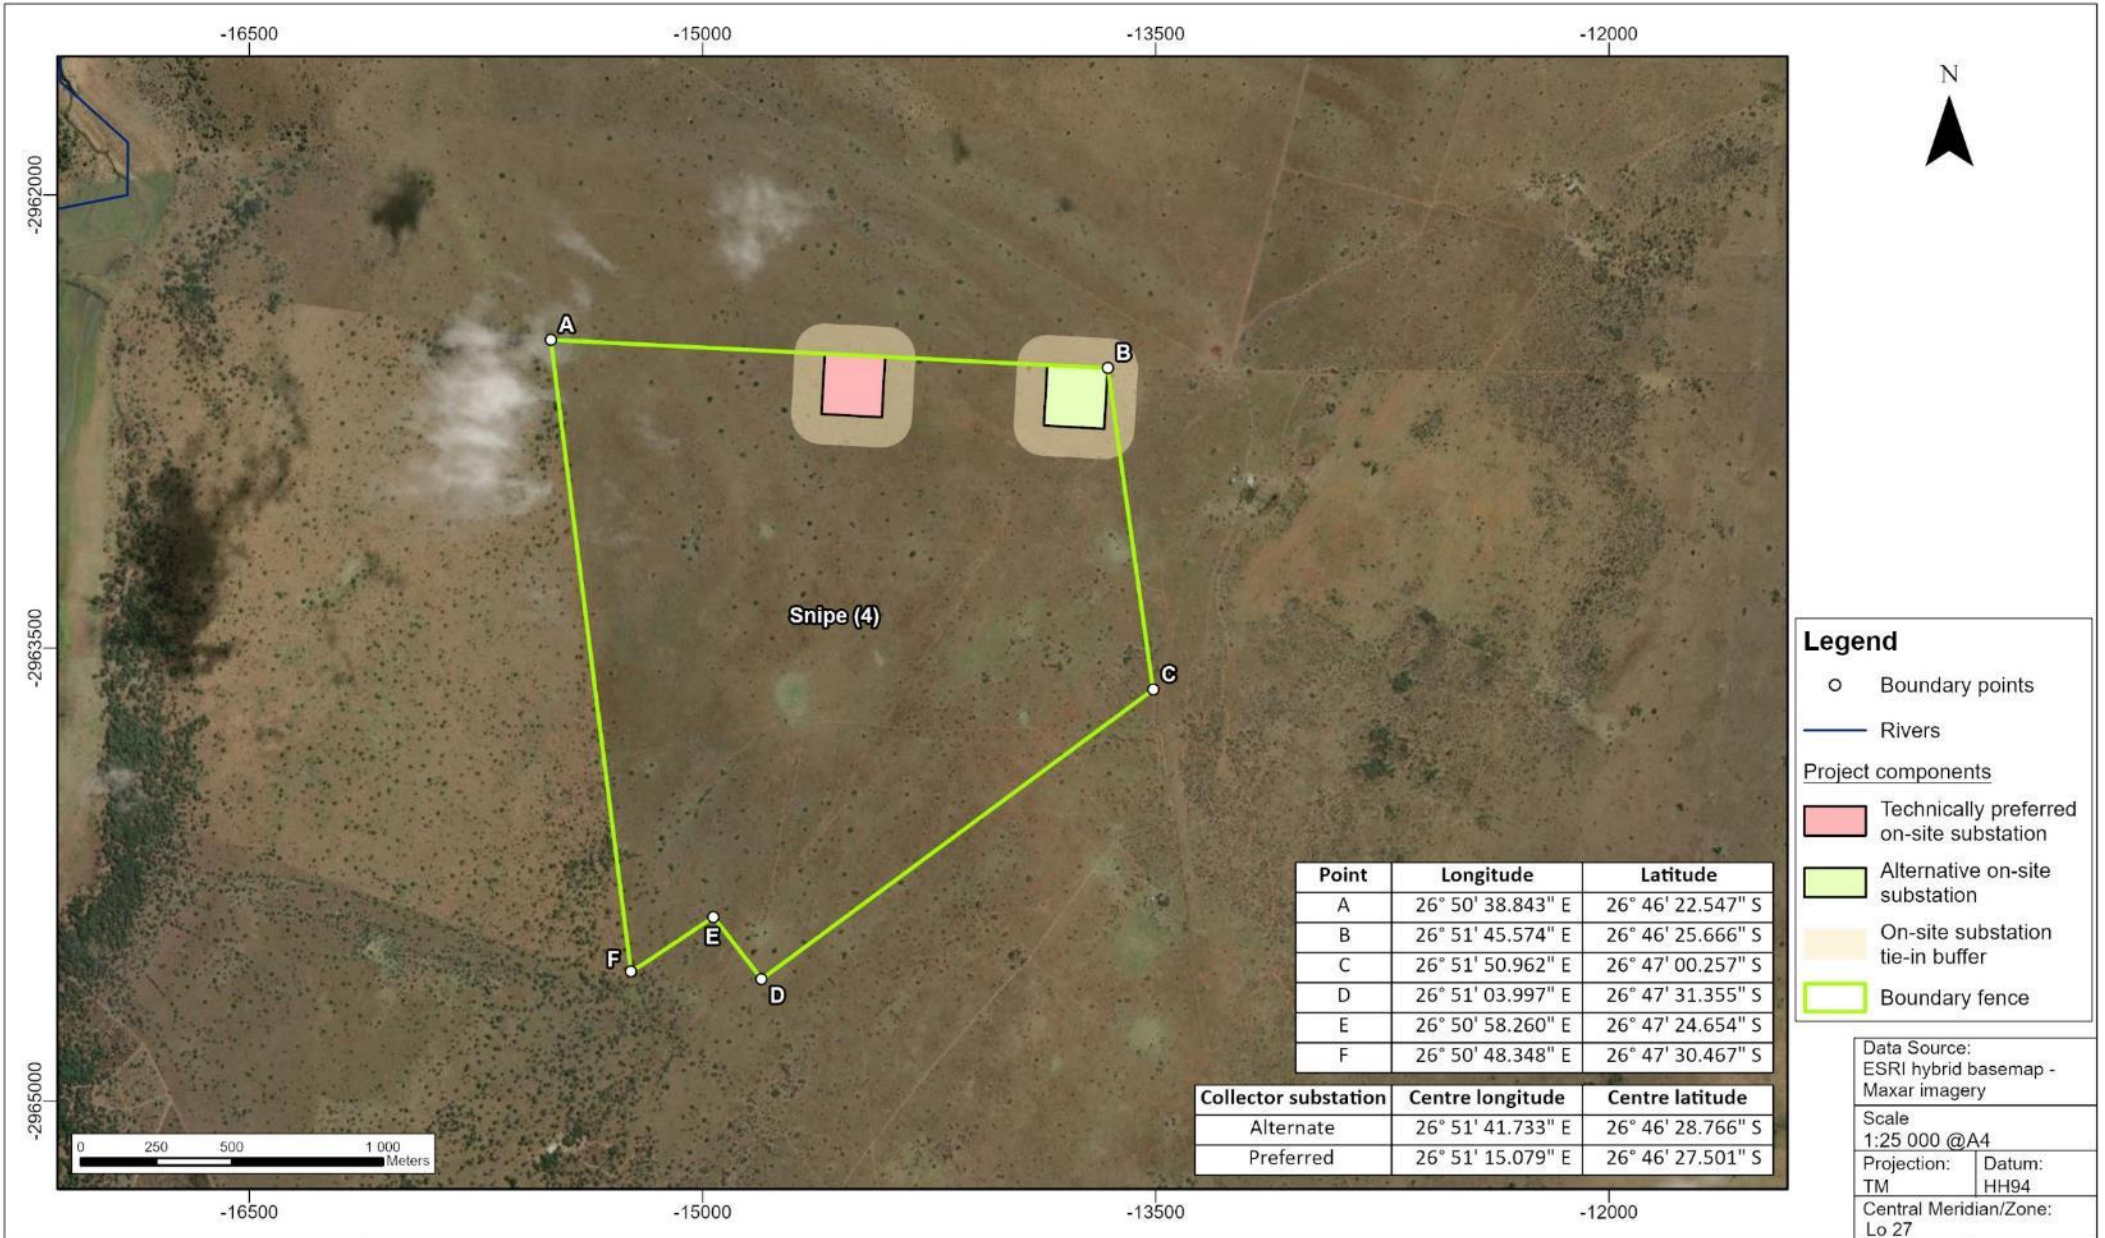 -16500 -15000 -13500 -12000
N
-2962000
-2963500
-2965000
A
B
Snipe (4)
C
E
F
D
Point Longitude Latitude
A 26° 50' 38.843" E 26° 46' 22.547" S
B 26° 51' 45.574" E 26° 46' 25.666" S
C 26° 51' 50.962" E 26° 47' 00.257" S
D 26° 51' 03.997" E 26° 47' 31.355" S
E 26° 50' 58.260" E 26° 47' 24.654" S
F 26° 50' 48.348" E 26° 47' 30.467" S
Collector substation Centre longitude Centre latitude
Alternate 26° 51' 41.733" E 26° 46' 28.766" S
Preferred 26° 51' 15.079" E 26° 46' 27.501" S
0 250 500 1 000
Meters
-16500 -15000 -13500 -12000
Legend
Boundary points
Rivers
Project components
Technically preferred
on-site substation
Alternative on-site
substation
On-site substation
tie-in buffer
Boundary fence
Data Source:
ESRI hybrid basemap -
Maxar imagery
Scale
1:25 000 @A4
Projection:
TM
Datum:
HH94
Central Meridian/Zone:
Lo 27